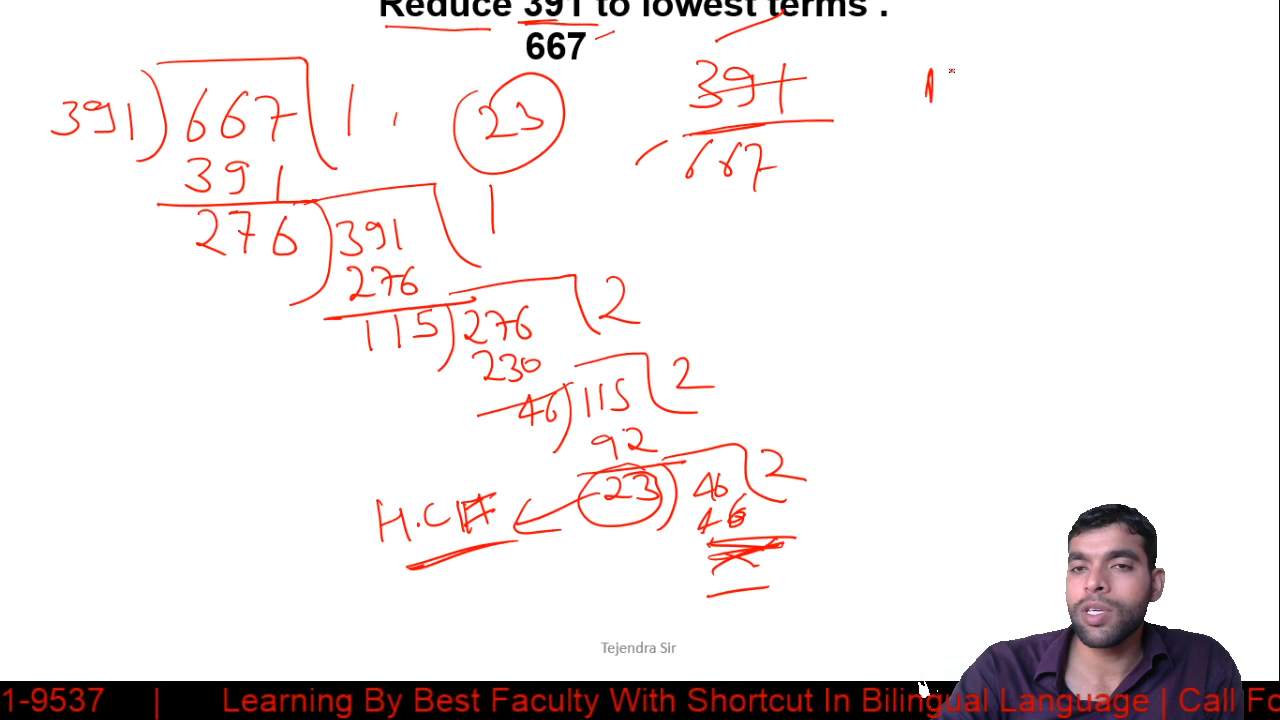 Reduce 391 to lowest terms .
667
391) 667 ( 1 .
391
276) 391 ( 1
276
115) 276 ( 2
230
46) 115 ( 2
92
23) 46 ( 2
46
H.C.F
23
391
667
Tejendra Sir
1-9537 | Learning By Best Faculty With Shortcut In Bilingual Language | Call Fo